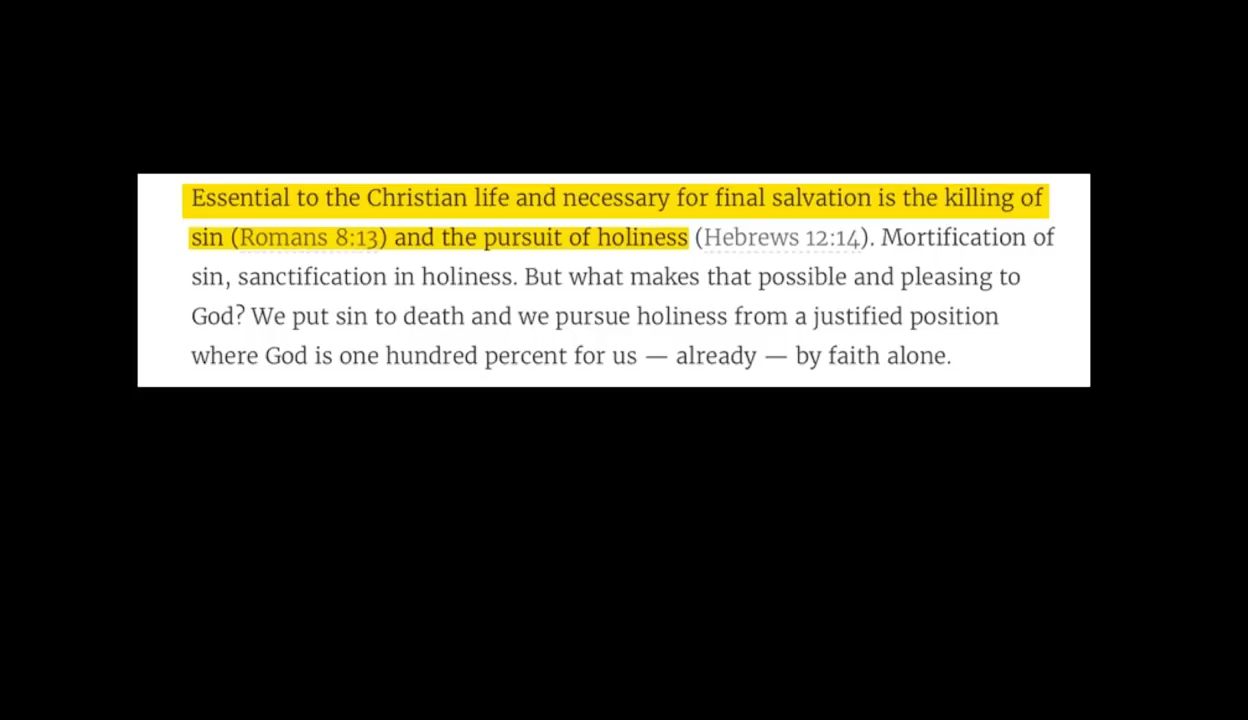 Essential to the Christian life and necessary for final salvation is the killing of
sin (Romans 8:13) and the pursuit of holiness (Hebrews 12:14). Mortification of
sin, sanctification in holiness. But what makes that possible and pleasing to
God? We put sin to death and we pursue holiness from a justified position
where God is one hundred percent for us — already — by faith alone.